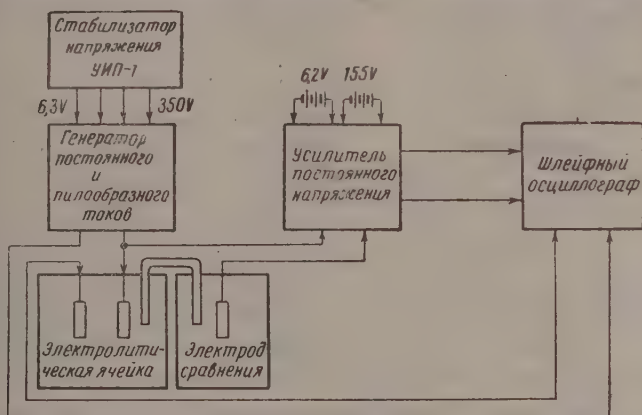 Стабилизатор
напряжения
УИП-1
6,3V
350V
6,2V
155V
Генератор
постоянного
и
пилообразного
токов
Усилитель
постоянного
напряжения
Шлейфный
осциллограф
Электролити-
ческая ячейка
Электрод
сравнения